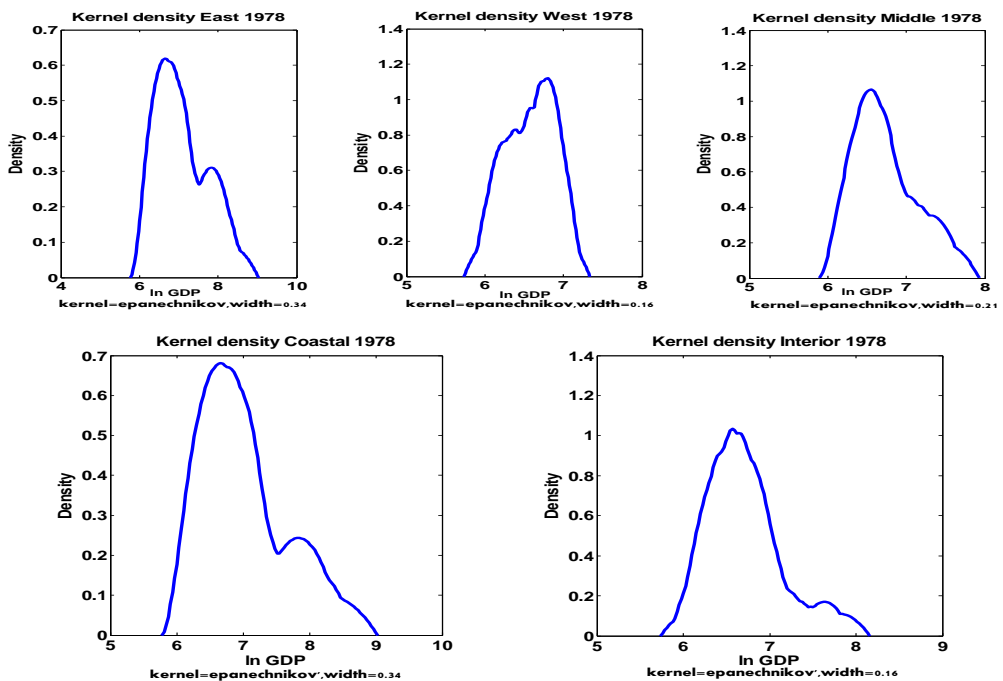 Kernel density East 1978
0.7
0.6
0.5
0.4
0.3
0.2
0.1
0
Density
4 6 8 10
ln GDP
kernel=epanechnikov,width=0.34
Kernel density West 1978
1.4
1.2
1
0.8
0.6
0.4
0.2
0
Density
5 6 7 8
ln GDP
kernel=epanechnikov,width=0.16
Kernel density Middle 1978
1.4
1.2
1
0.8
0.6
0.4
0.2
0
Density
5 6 7 8
ln GDP
kernel=epanechnikov,width=0.21
Kernel density Coastal 1978
0.7
0.6
0.5
0.4
0.3
0.2
0.1
0
Density
5 6 7 8 9 10
ln GDP
kernel=epanechnikov',width=0.34
Kernel density Interior 1978
1.4
1.2
1
0.8
0.6
0.4
0.2
0
Density
5 6 7 8 9
ln GDP
kernel=epanechnikov',width=0.16